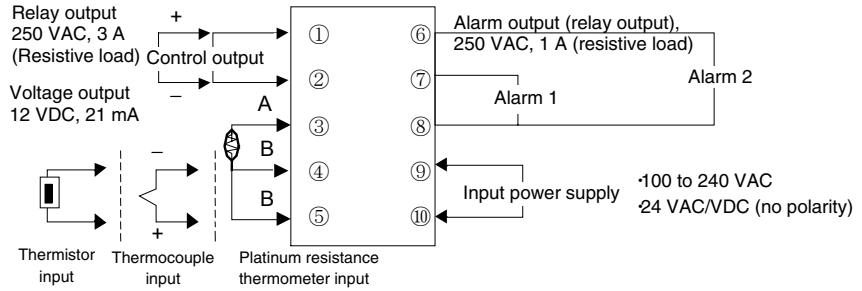 Relay output
250 VAC, 3 A
(Resistive load)
Voltage output
12 VDC, 21 mA
+
Control output
−
A
B
B
①
②
③
④
⑤
⑥
⑦
⑧
⑨
⑩
Alarm output (relay output),
250 VAC, 1 A (resistive load)
Alarm 2
Alarm 1
Input power supply
•100 to 240 VAC
•24 VAC/VDC (no polarity)
−
+
Thermistor
input
Thermocouple
input
Platinum resistance
thermometer input